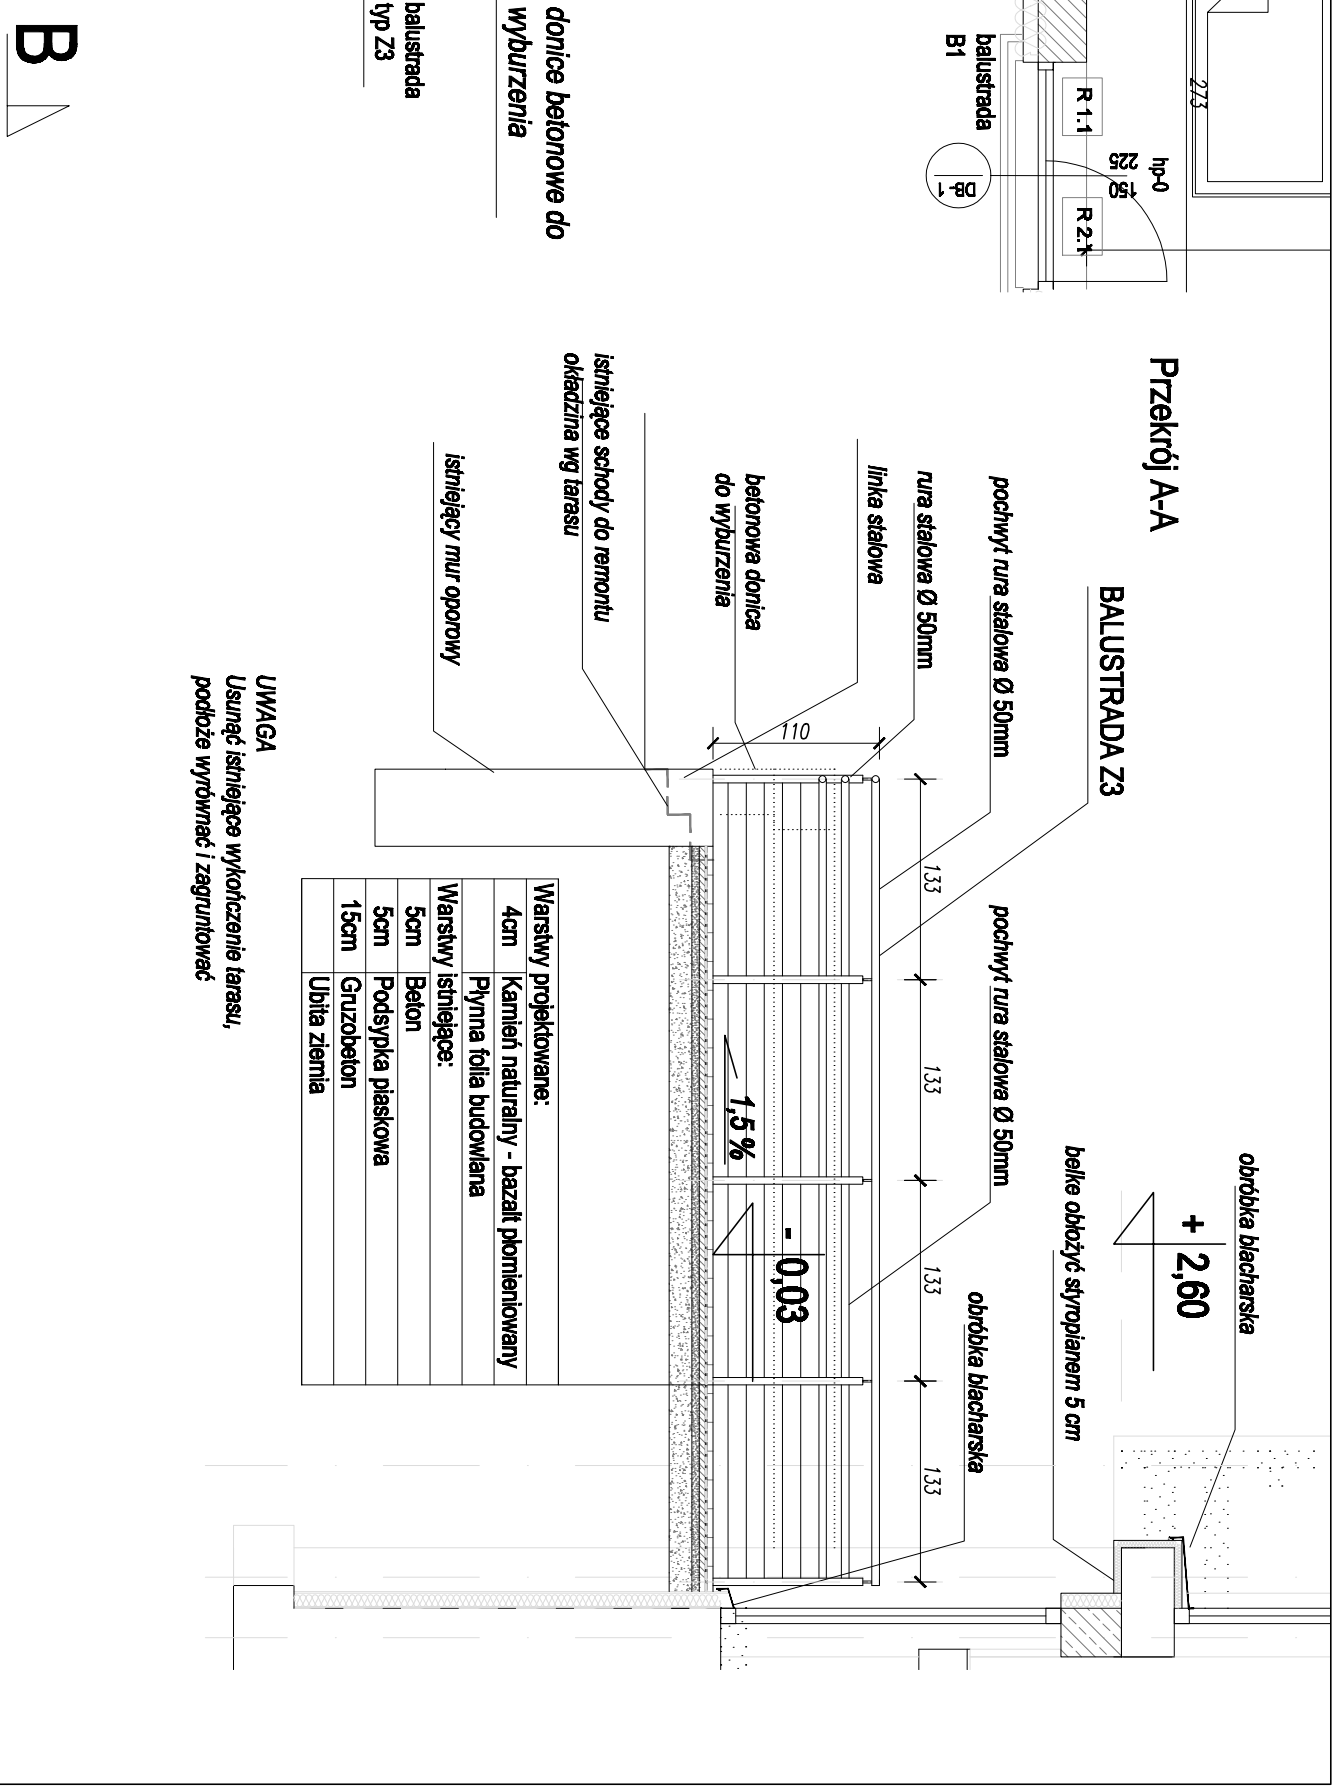 273
hp-0
150
225
R 1.1
R 2.1
DB-1
balustrada
B1
donice betonowe do
wyburzenia
balustrada
typ Z3
B
Przekrój A-A
BALUSTRADA Z3
pochwyt rura stalowa Ø 50mm
rura stalowa Ø 50mm
linka stalowa
betonowa donica
do wyburzenia
istniejące schody do remontu
okładzina wg tarasu
istniejący mur oporowy
110
133
133
133
133
pochwyt rura stalowa Ø 50mm
obróbka blacharska
+ 2,60
belke obłożyć styropianem 5 cm
obróbka blacharska
- 0,03
1,5 %
Warstwy projektowane:
4cm Kamień naturalny - bazalt płomieniowany
Płynna folia budowlana
Warstwy istniejące:
5cm Beton
5cm Podsypka piaskowa
15cm Gruzobeton
Ubita ziemia
UWAGA
Usunąć istniejące wykończenie tarasu,
podłoże wyrównać i zagruntować